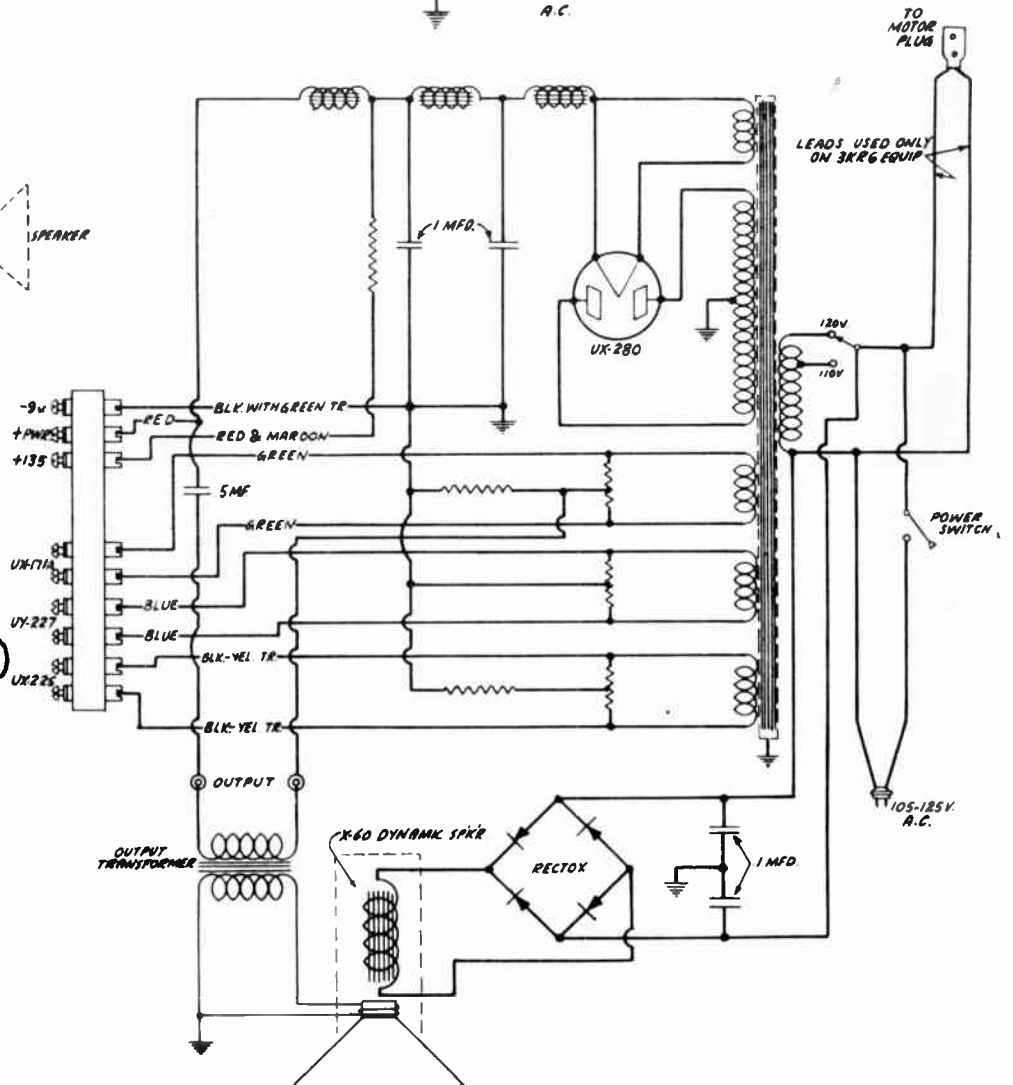 A.C.
TO
MOTOR
PLUG
LEADS USED ONLY
ON 3KR6 EQUIP
SPEAKER
1 MFD.
UX-280
120V.
110V
-9v
BLK. WITH GREEN TR
+PWR
RED
RED & MAROON
+135
GREEN
5 MF
GREEN
POWER
SWITCH
UX-171A
BLUE
UY-227
BLUE
BLK.-YEL. TR.
UX226
BLK.-YEL. TR.
OUTPUT
105-125V.
A.C.
X-60 DYNAMIC SPK'R
OUTPUT
TRANSFORMER
RECTOX
1 MFD.